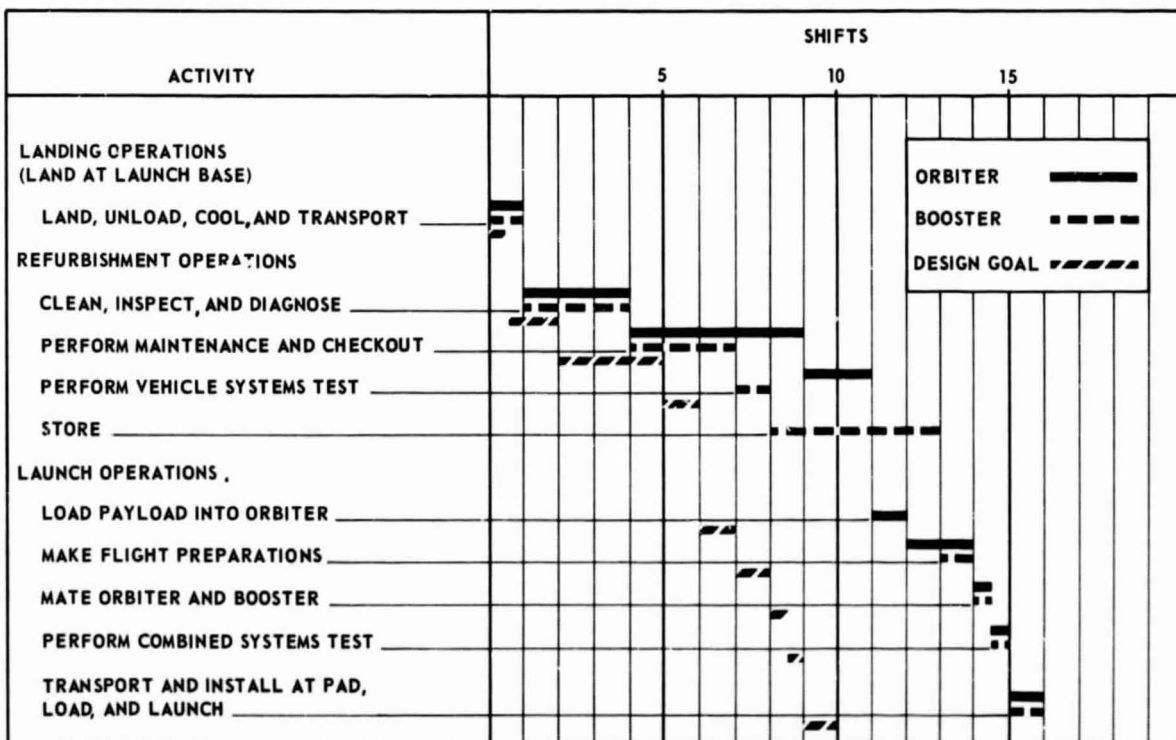 SHIFTS
ACTIVITY
5 10 15
LANDING OPERATIONS
(LAND AT LAUNCH BASE)
LAND, UNLOAD, COOL, AND TRANSPORT
REFURBISHMENT OPERATIONS
CLEAN, INSPECT, AND DIAGNOSE
PERFORM MAINTENANCE AND CHECKOUT
PERFORM VEHICLE SYSTEMS TEST
STORE
LAUNCH OPERATIONS
LOAD PAYLOAD INTO ORBITER
MAKE FLIGHT PREPARATIONS
MATE ORBITER AND BOOSTER
PERFORM COMBINED SYSTEMS TEST
TRANSPORT AND INSTALL AT PAD,
LOAD, AND LAUNCH
ORBITER
BOOSTER
DESIGN GOAL